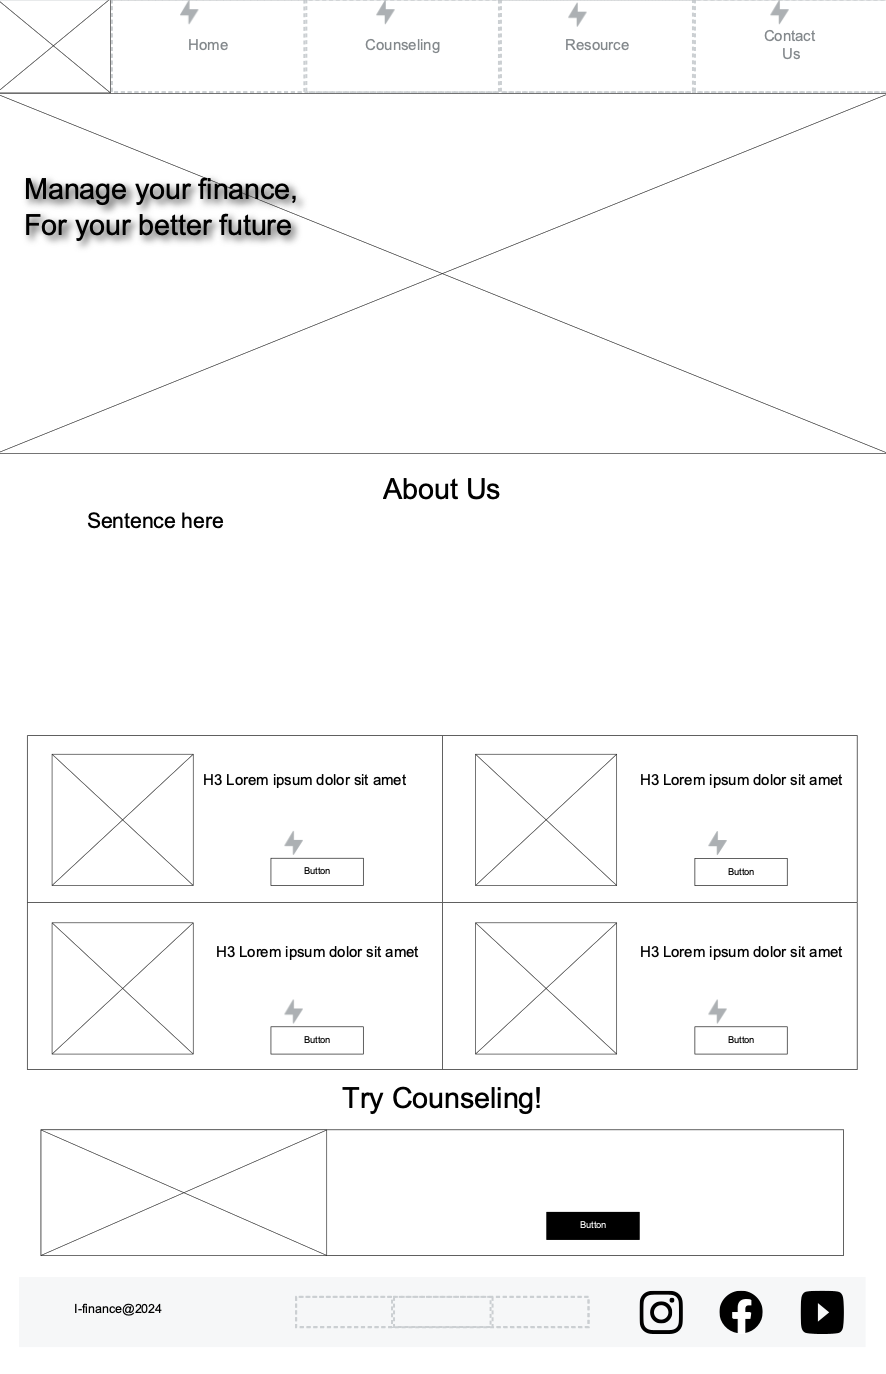 Home
Counseling
Resource
Contact
Us
Manage your finance,
For your better future
About Us
Sentence here
H3 Lorem ipsum dolor sit amet
Button
H3 Lorem ipsum dolor sit amet
Button
H3 Lorem ipsum dolor sit amet
Button
H3 Lorem ipsum dolor sit amet
Button
Try Counseling!
Button
I-finance@2024